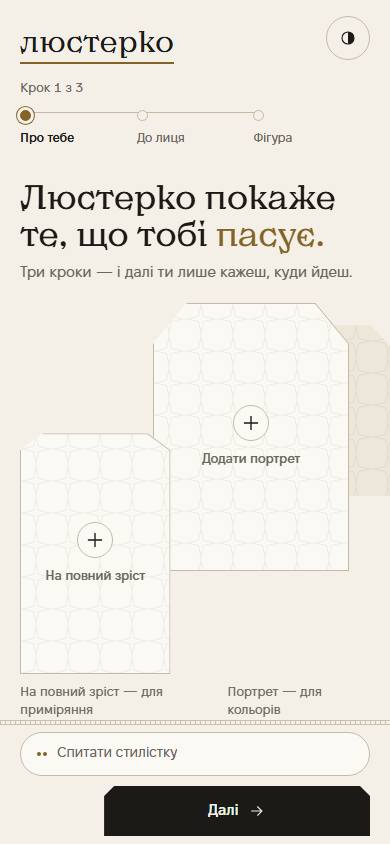 люстерко
Крок 1 з 3
Про тебе
До лиця
Фігура
Люстерко покаже
те, що тобі пасує.
Три кроки — і далі ти лише кажеш, куди йдеш.
Додати портрет
На повний зріст
На повний зріст — для
приміряння
Портрет — для
кольорів
Спитати стилістку
Далі →